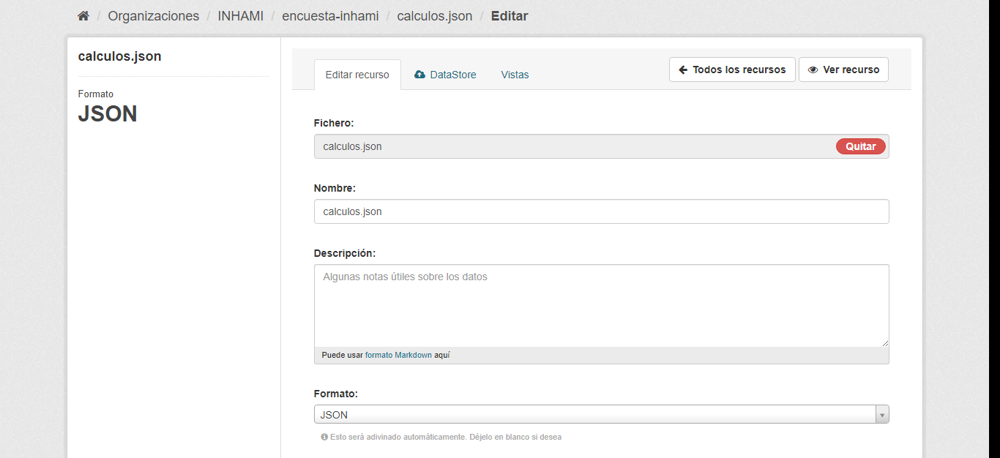 / Organizaciones / INHAMI / encuesta-inhami / calculos.json / Editar
calculos.json
Formato
JSON
Editar recurso
DataStore
Vistas
Todos los recursos
Ver recurso
Fichero:
calculos.json
Quitar
Nombre:
calculos.json
Descripción:
Algunas notas útiles sobre los datos
Puede usar formato Markdown aquí
Formato:
JSON
Esto será adivinado automáticamente. Déjelo en blanco si desea